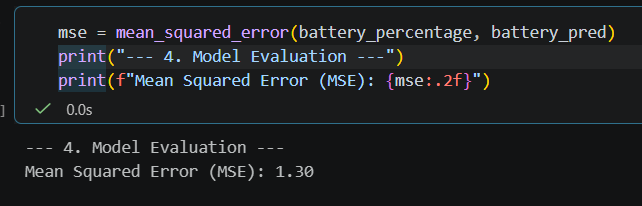 mse = mean_squared_error(battery_percentage, battery_pred)
print("--- 4. Model Evaluation ---")
print(f"Mean Squared Error (MSE): {mse:.2f}")
] 0.0s
--- 4. Model Evaluation ---
Mean Squared Error (MSE): 1.30